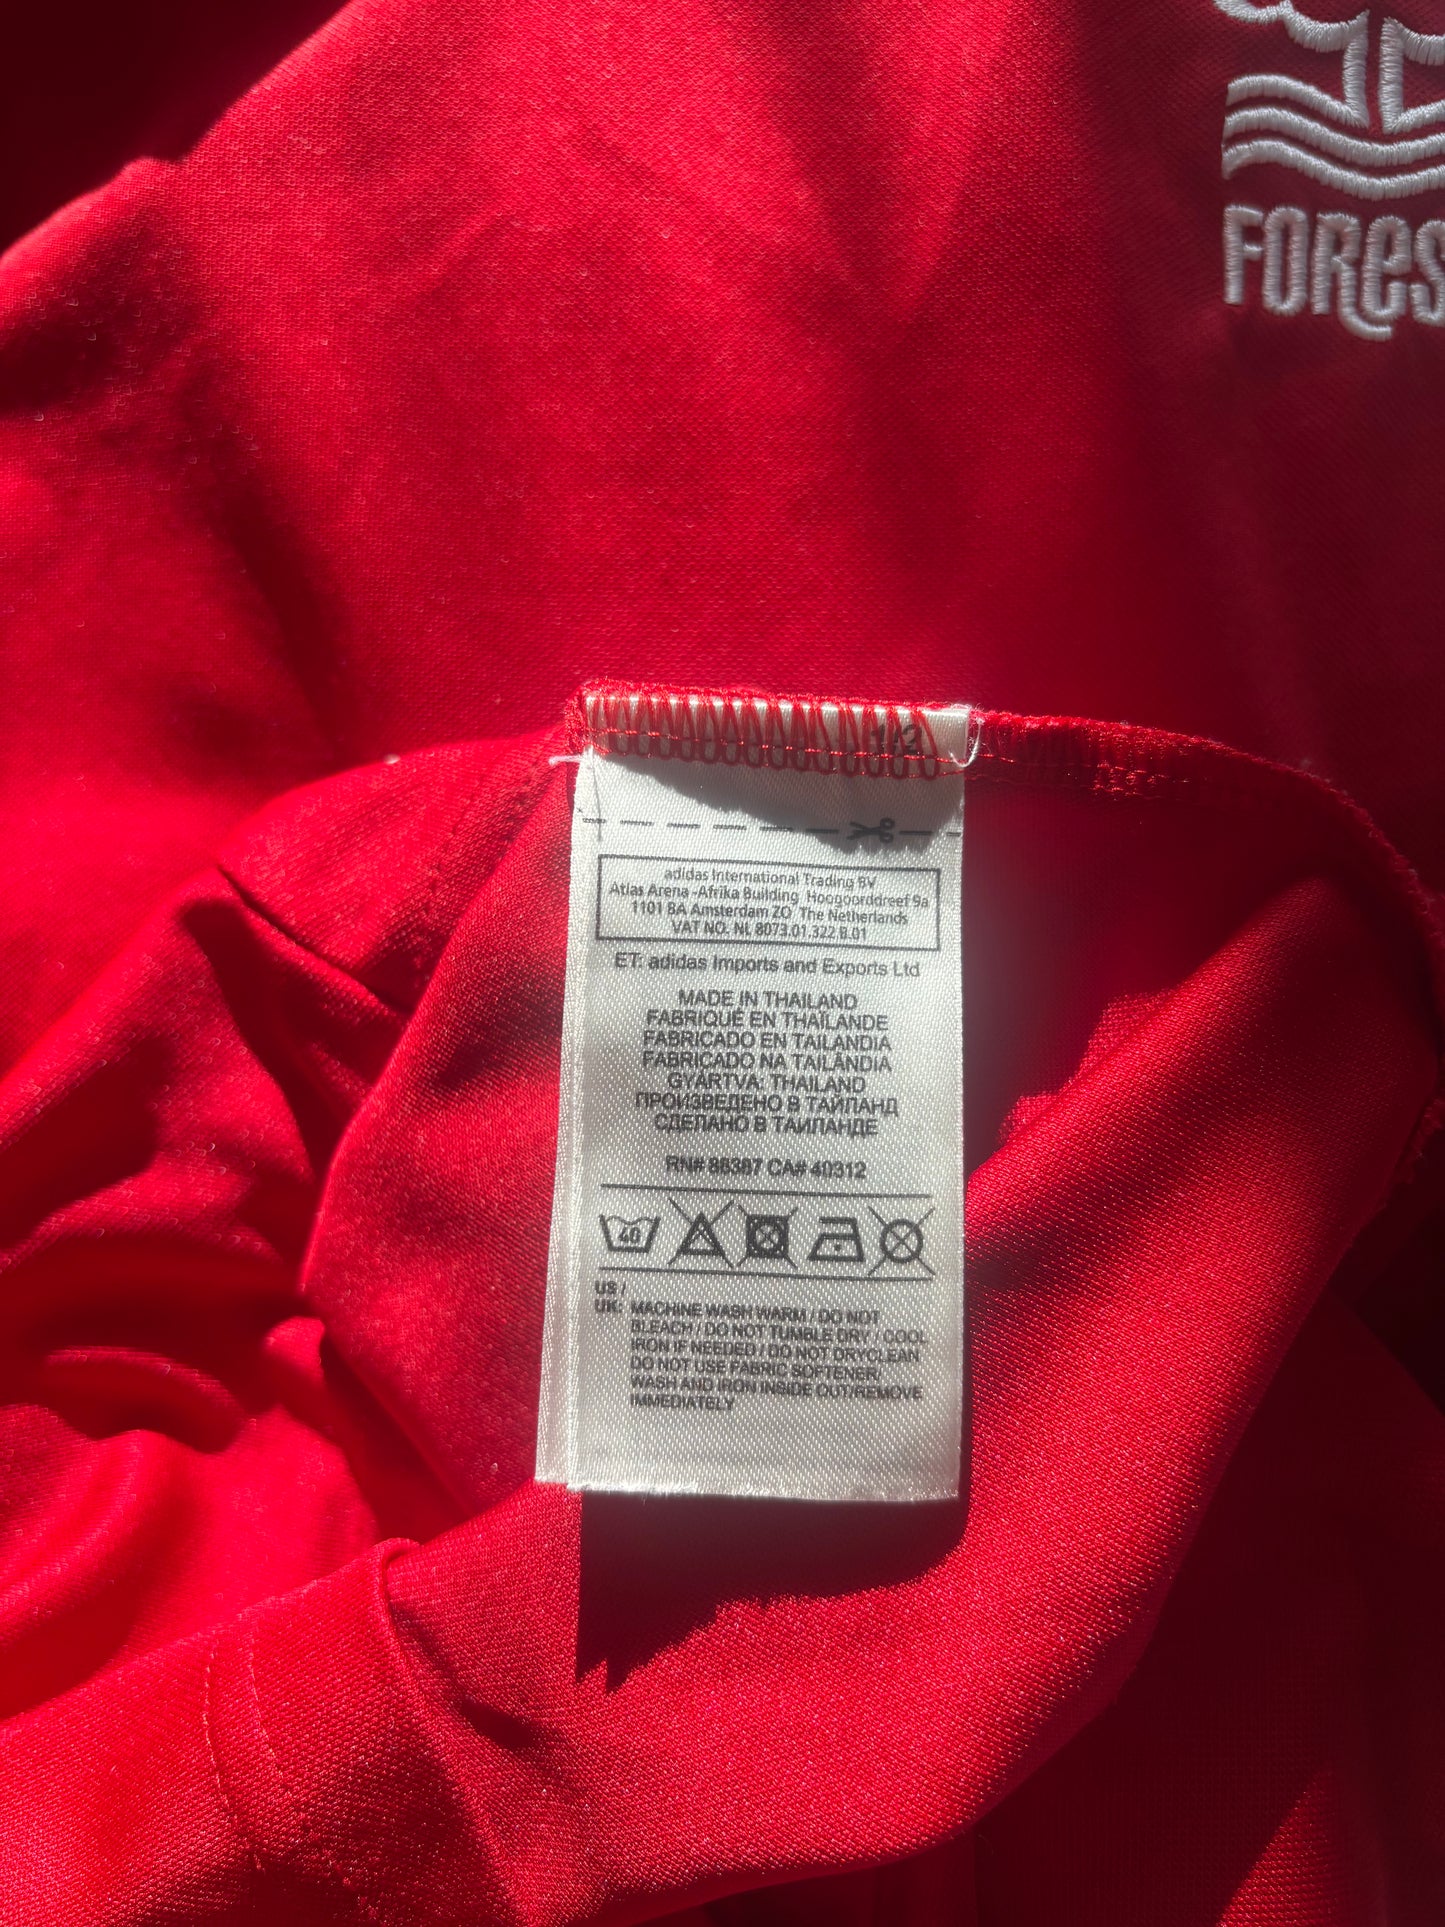 FORES
1/2
adidas International Trading BV
Atlas Arena -Afrika Building Hoogoorddreef 9a
1101 BA Amsterdam ZO The Netherlands
VAT NO. NL 8073.01.322.B.01
ET: adidas Imports and Exports Ltd
MADE IN THAILAND
FABRIQUÉ EN THAÏLANDE
FABRICADO EN TAILANDIA
FABRICADO NA TAILÂNDIA
GYÁRTVA: THAILAND
ПРОИЗВЕДЕНО В ТАЙЛАНД
СДЕЛАНО В ТАИЛАНДЕ
RN# 88387 CA# 40312
40
US /
UK: MACHINE WASH WARM / DO NOT
BLEACH / DO NOT TUMBLE DRY / COOL
IRON IF NEEDED / DO NOT DRYCLEAN
DO NOT USE FABRIC SOFTENER/
WASH AND IRON INSIDE OUT/REMOVE
IMMEDIATELY